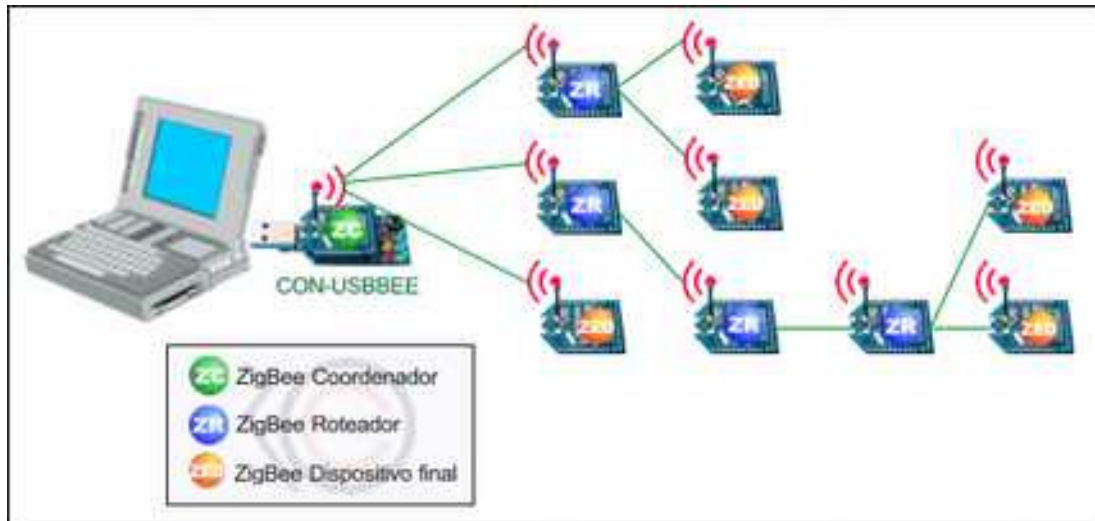 ZR
ZED
ZR
ZED
ZED
ZC
CON-USBBEE
ZED
ZR
ZR
ZED
ZC ZigBee Coordenador
ZR ZigBee Roteador
ZED ZigBee Dispositivo final